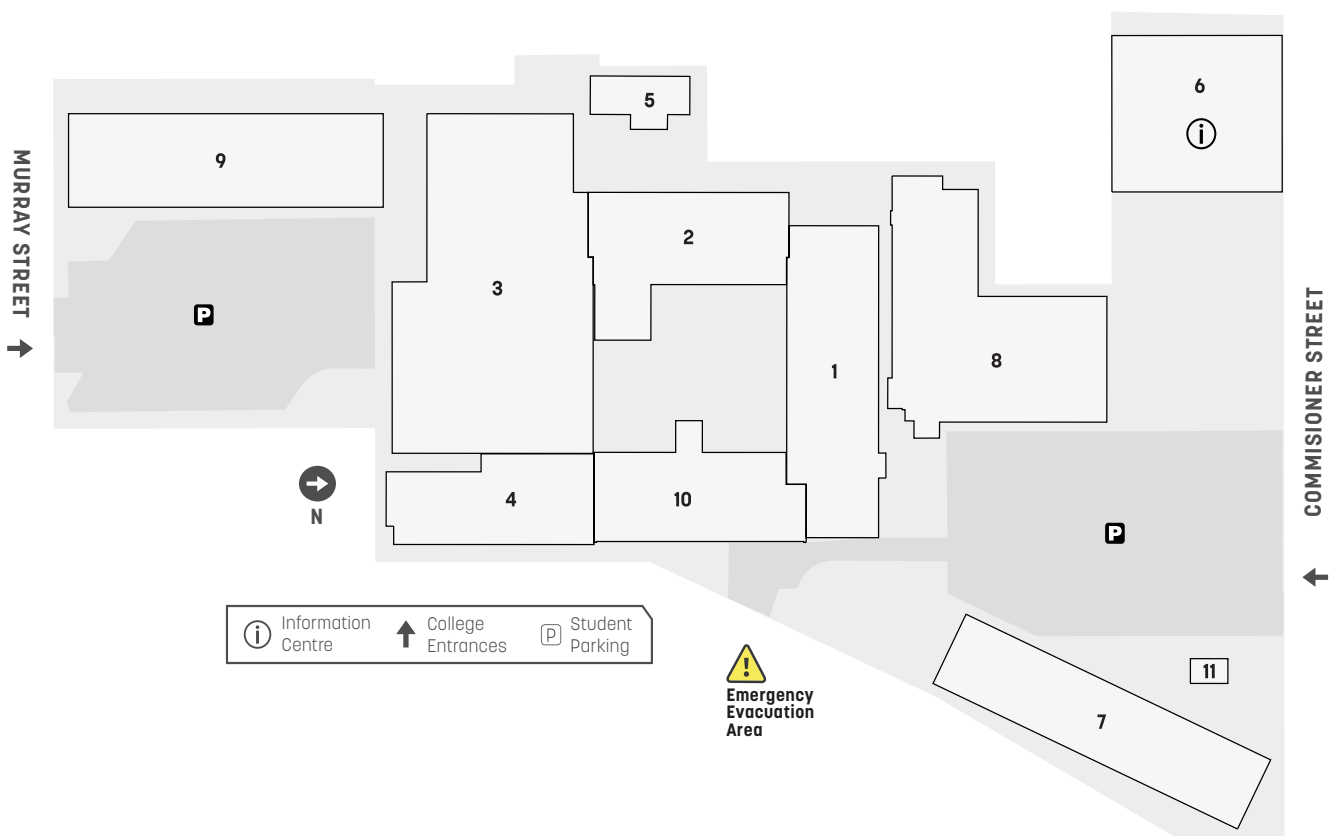 6
5
9
MURRAY STREET
2
3
COMMISIONER STREET
8
1
P
4
10
N
P
Information
Centre
College
Entrances
P
Student
Parking
Emergency
Evacuation
Area
11
7